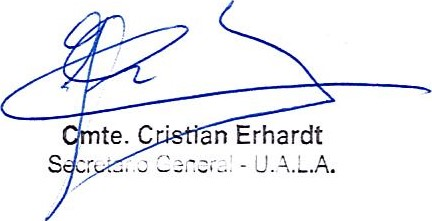 Cmte. Cristian Erhardt
Secretario General - U.A.L.A.